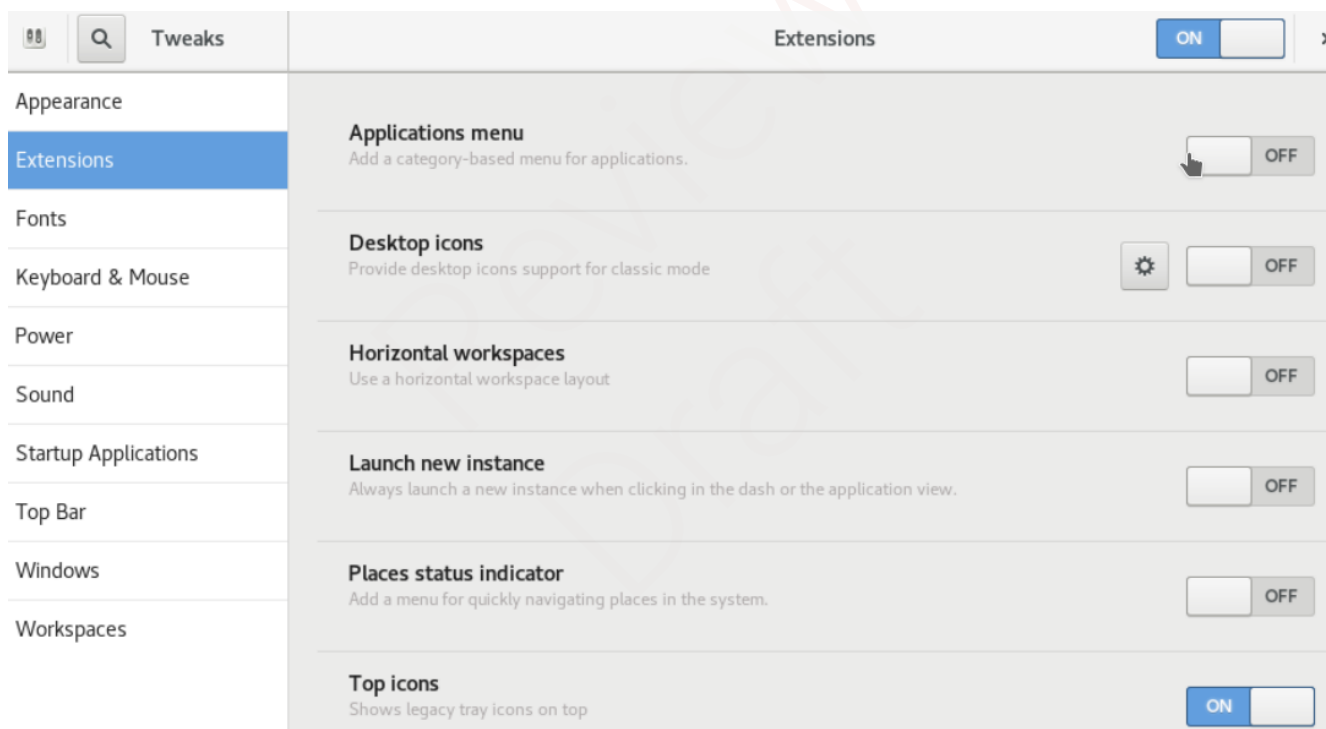 Tweaks
Extensions
ON
Appearance
Extensions
Fonts
Keyboard & Mouse
Power
Sound
Startup Applications
Top Bar
Windows
Workspaces
Applications menu
Add a category-based menu for applications.
OFF
Desktop icons
Provide desktop icons support for classic mode
OFF
Horizontal workspaces
Use a horizontal workspace layout
OFF
Launch new instance
Always launch a new instance when clicking in the dash or the application view.
OFF
Places status indicator
Add a menu for quickly navigating places in the system.
OFF
Top icons
Shows legacy tray icons on top
ON
Draft